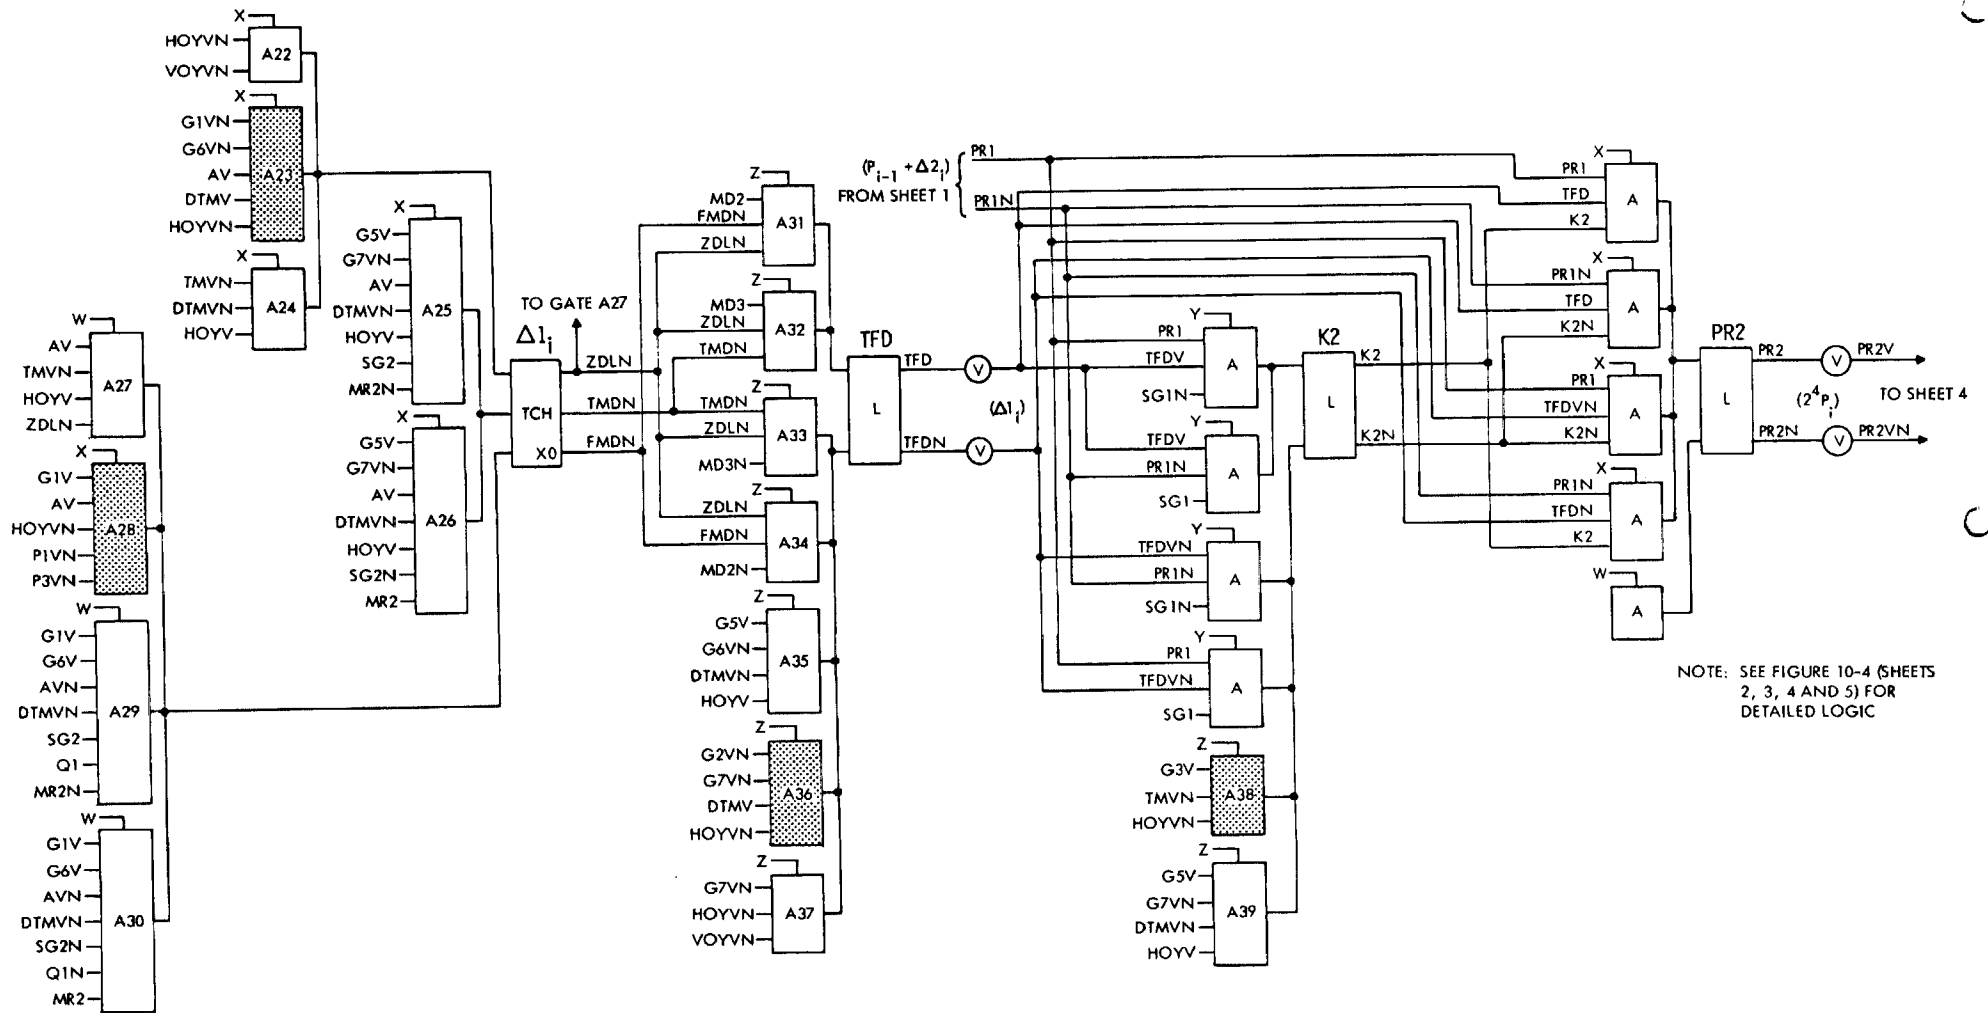 X
HOYVN
VOYVN
A22
X
G1VN
G6VN
AV
DTMV
HOYVN
A23
X
TMVN
DTMVN
HOYV
A24
X
G5V
G7VN
AV
DTMVN
HOYV
SG2
MR2N
A25
X
G5V
G7VN
AV
DTMVN
HOYV
SG2N
MR2
A26
W
AV
TMVN
HOYV
ZDLN
A27
X
G1V
AV
HOYVN
P1VN
P3VN
A28
W
G1V
G6V
AVN
DTMVN
SG2
Q1
MR2N
A29
W
G1V
G6V
AVN
DTMVN
SG2N
Q1N
MR2
A30
TO GATE A27
Δ1i
TCH
X0
ZDLN
TMDN
FMDN
Z
MD2
FMDN
ZDLN
A31
Z
MD3
ZDLN
TMDN
A32
Z
TMDN
ZDLN
MD3N
A33
Z
ZDLN
FMDN
MD2N
A34
Z
G5V
G6VN
DTMVN
HOYV
A35
Z
G2VN
G7VN
DTMV
HOYVN
A36
Z
G7VN
HOYVN
VOYVN
A37
TFD
L
TFD
TFDN
V
V
(Δ1i)
(Pi-1 + Δ2i)
FROM SHEET 1
PR1
PR1N
Y
PR1
TFDV
SG1N
A
Y
TFDV
PR1N
SG1
A
Y
TFDVN
PR1N
SG1N
A
Y
PR1
TFDVN
SG1
A
Z
G3V
TMVN
HOYVN
A38
Z
G5V
G7VN
DTMVN
HOYV
A39
K2
L
K2
K2N
X
PR1
TFD
K2
A
X
PR1N
TFD
K2N
A
X
PR1
TFDVN
K2N
A
X
PR1N
TFDN
K2
A
W
A
PR2
L
PR2
PR2N
V
V
PR2V
PR2VN
(2⁴Pi)
TO SHEET 4
NOTE: SEE FIGURE 10-4 (SHEETS
2, 3, 4 AND 5) FOR
DETAILED LOGIC